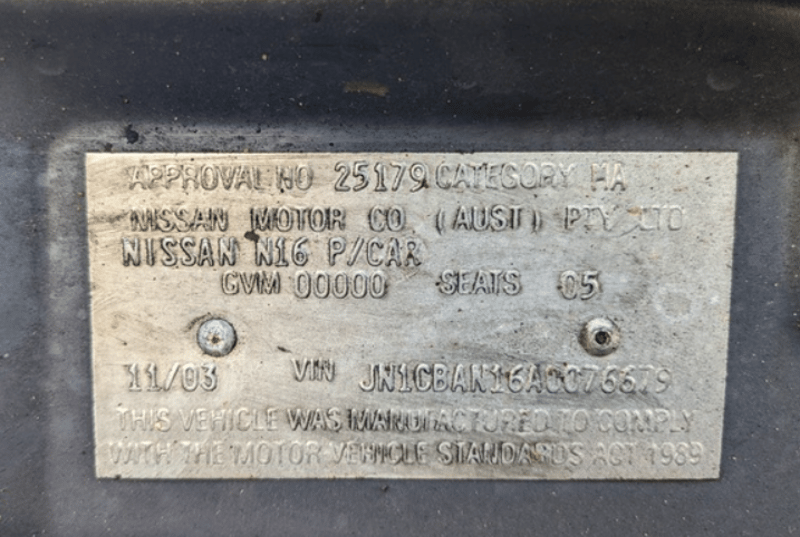 APPROVAL NO 25179 CATEGORY MA
NISSAN MOTOR CO (AUST) PTY LTD
NISSAN N16 P/CAR
GVM 00000 SEATS 05
11/03 VIN
THIS VEHICLE WAS MANUFACTURED TO COMPLY
WITH THE MOTOR VEHICLE STANDARDS ACT 1989